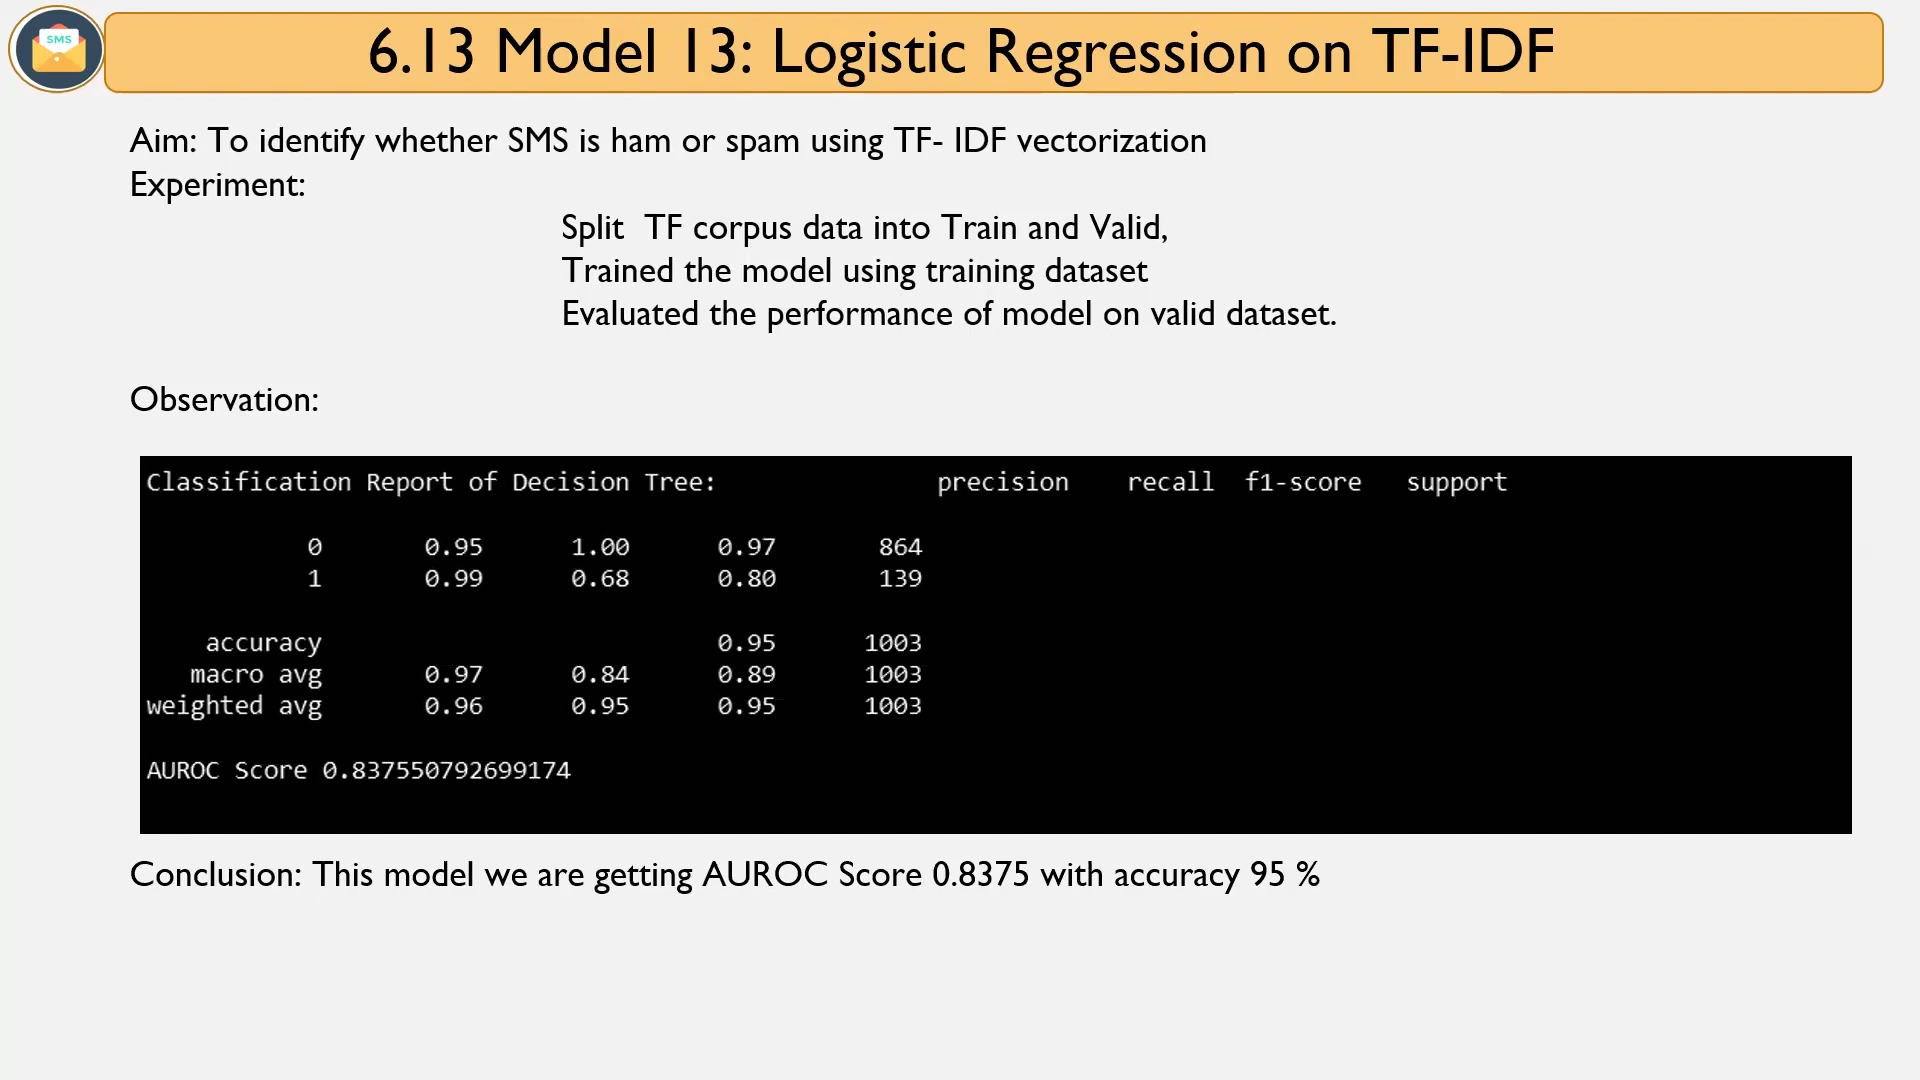 SMS
6.13 Model 13: Logistic Regression on TF-IDF
Aim: To identify whether SMS is ham or spam using TF- IDF vectorization
Experiment:
Split TF corpus data into Train and Valid,
Trained the model using training dataset
Evaluated the performance of model on valid dataset.
Observation:
Classification Report of Decision Tree: precision recall f1-score support
0 0.95 1.00 0.97 864
1 0.99 0.68 0.80 139
accuracy 0.95 1003
macro avg 0.97 0.84 0.89 1003
weighted avg 0.96 0.95 0.95 1003
AUROC Score 0.837550792699174
Conclusion: This model we are getting AUROC Score 0.8375 with accuracy 95 %